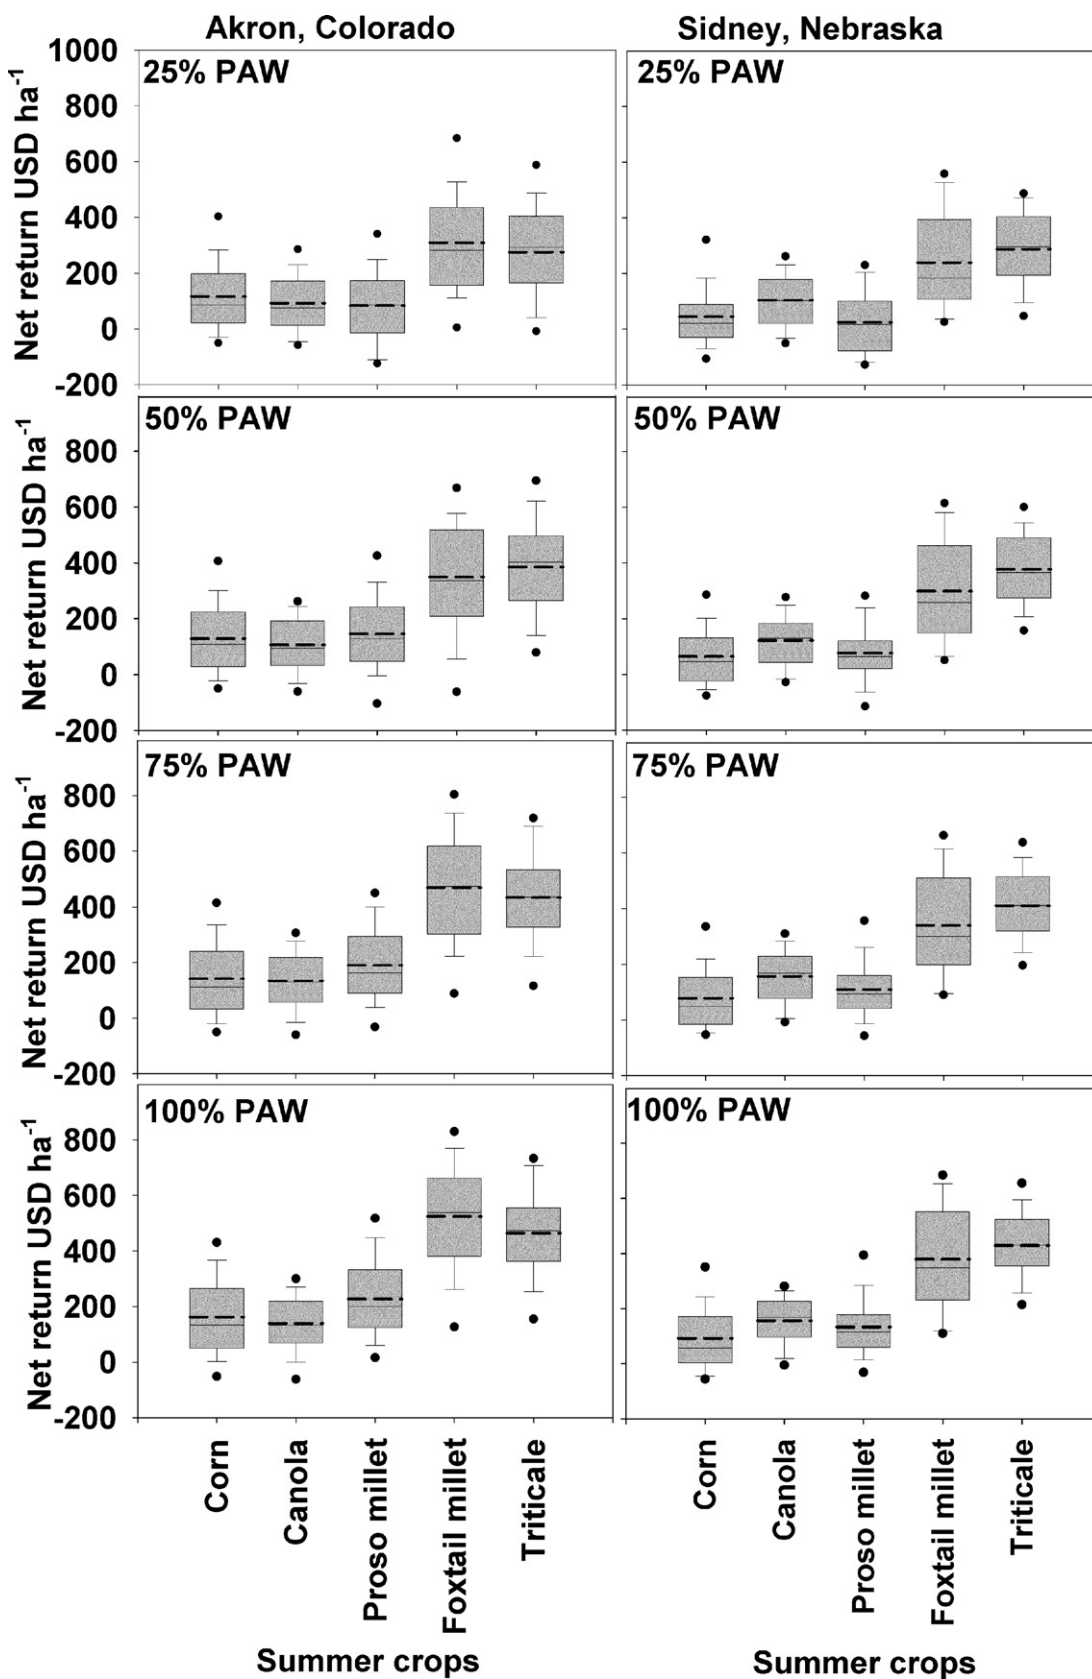 Akron, Colorado
Sidney, Nebraska
25% PAW
25% PAW
Net return USD ha-1
1000
800
600
400
200
0
-200
50% PAW
50% PAW
Net return USD ha-1
800
600
400
200
0
-200
75% PAW
75% PAW
Net return USD ha-1
800
600
400
200
0
-200
100% PAW
100% PAW
Net return USD ha-1
800
600
400
200
0
-200
Corn
Canola
Proso millet
Foxtail millet
Triticale
Corn
Canola
Proso millet
Foxtail millet
Triticale
Summer crops
Summer crops